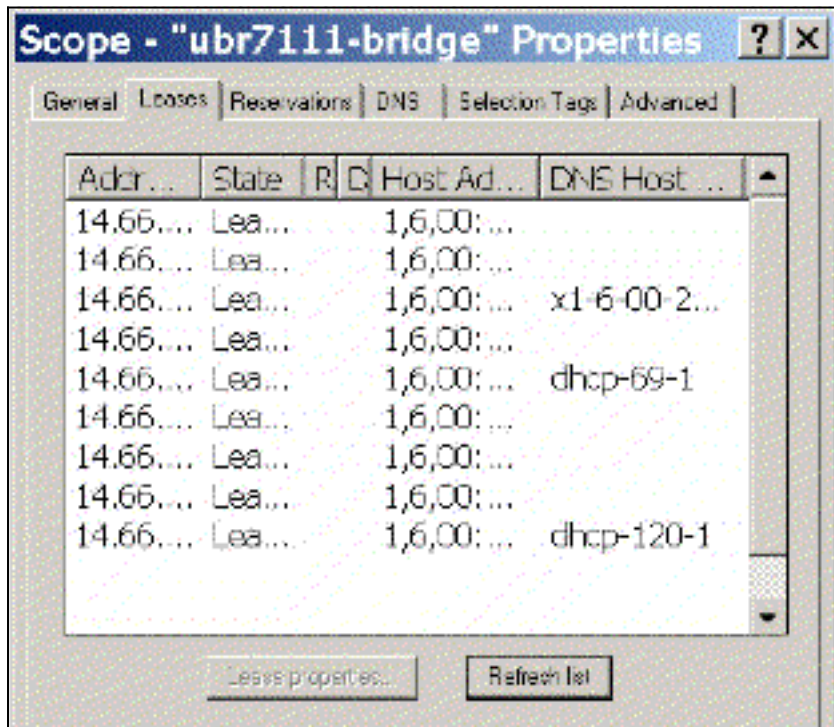 Scope - "ubr7111-bridge" Properties ? ×
General Leases Reservations DNS Selection Tags Advanced
Addr... State R D Host Ad... DNS Host ...
14.66.... Lea... 1,6,00:...
14.66.... Lea... 1,6,00:...
14.66.... Lea... 1,6,00:... x1-6-00-2...
14.66.... Lea... 1,6,00:...
14.66.... Lea... 1,6,00:... dhcp-69-1
14.66.... Lea... 1,6,00:...
14.66.... Lea... 1,6,00:...
14.66.... Lea... 1,6,00:...
14.66.... Lea... 1,6,00:... dhcp-120-1
Lease properties... Refresh list